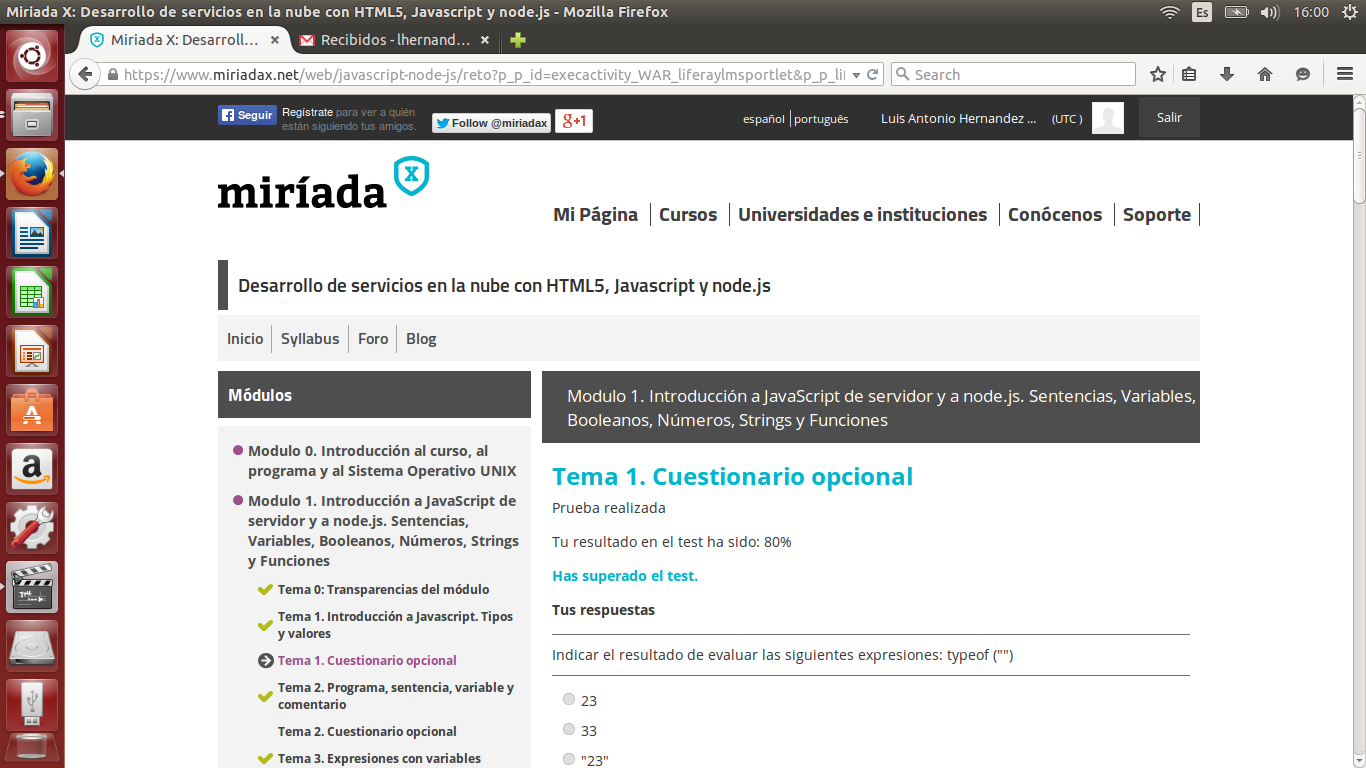 Miriada X: Desarrollo de servicios en la nube con HTML5, Javascript y node.js - Mozilla Firefox
Es
16:00
Miriada X: Desarroll...
Recibidos - lhernand...
https://www.miriadax.net/web/javascript-node-js/reto?p_p_id=execactivity_WAR_liferaylmsportlet&p_p_li
Search
Seguir
Regístrate para ver a quién
están siguiendo tus amigos.
Follow @miriadax
g+1
español
português
Luis Antonio Hernandez ...
(UTC )
Salir
miríada
X
Mi Página
Cursos
Universidades e instituciones
Conócenos
Soporte
Desarrollo de servicios en la nube con HTML5, Javascript y node.js
Inicio
Syllabus
Foro
Blog
Módulos
Modulo 0. Introducción al curso, al
programa y al Sistema Operativo UNIX
Modulo 1. Introducción a JavaScript de
servidor y a node.js. Sentencias,
Variables, Booleanos, Números, Strings
y Funciones
Tema 0: Transparencias del módulo
Tema 1. Introducción a Javascript. Tipos
y valores
Tema 1. Cuestionario opcional
Tema 2. Programa, sentencia, variable y
comentario
Tema 2. Cuestionario opcional
Tema 3. Expresiones con variables
Modulo 1. Introducción a JavaScript de servidor y a node.js. Sentencias, Variables,
Booleanos, Números, Strings y Funciones
Tema 1. Cuestionario opcional
Prueba realizada
Tu resultado en el test ha sido: 80%
Has superado el test.
Tus respuestas
Indicar el resultado de evaluar las siguientes expresiones: typeof ("")
23
33
"23"